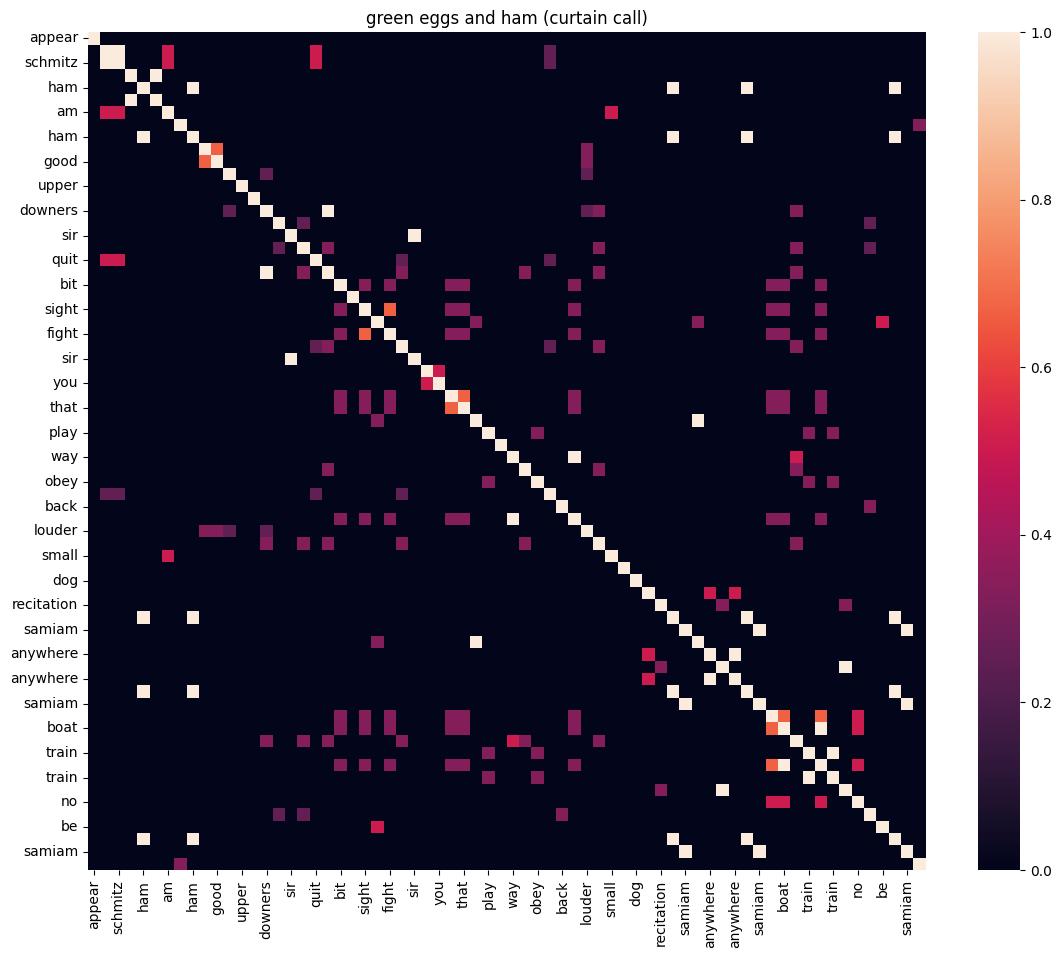 green eggs and ham (curtain call)
appear
schmitz
ham
am
ham
good
upper
downers
sir
quit
bit
sight
fight
sir
you
that
play
way
obey
back
louder
small
dog
recitation
samiam
anywhere
anywhere
samiam
boat
train
train
no
be
samiam
1.0
0.8
0.6
0.4
0.2
0.0
appear
schmitz
ham
am
ham
good
upper
downers
sir
quit
bit
sight
fight
sir
you
that
play
way
obey
back
louder
small
dog
recitation
samiam
anywhere
anywhere
samiam
boat
train
train
no
be
samiam